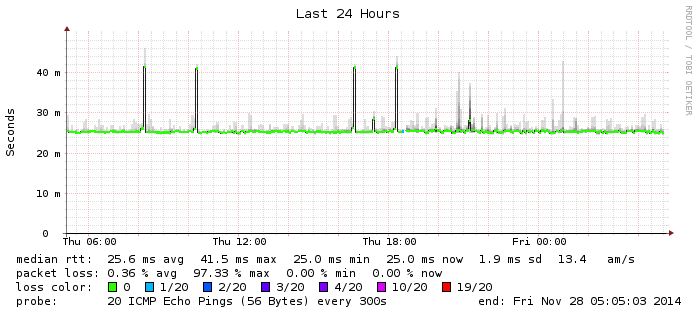 Last 24 Hours
RRDTOOL / TOBI OETIKER
Seconds
40 m
30 m
20 m
10 m
0
Thu 06:00 Thu 12:00 Thu 18:00 Fri 00:00
median rtt: 25.6 ms avg 41.5 ms max 25.0 ms min 25.0 ms now 1.9 ms sd 13.4 am/s
packet loss: 0.36 % avg 97.33 % max 0.00 % min 0.00 % now
loss color: 0 1/20 2/20 3/20 4/20 10/20 19/20
probe: 20 ICMP Echo Pings (56 Bytes) every 300s end: Fri Nov 28 05:05:03 2014